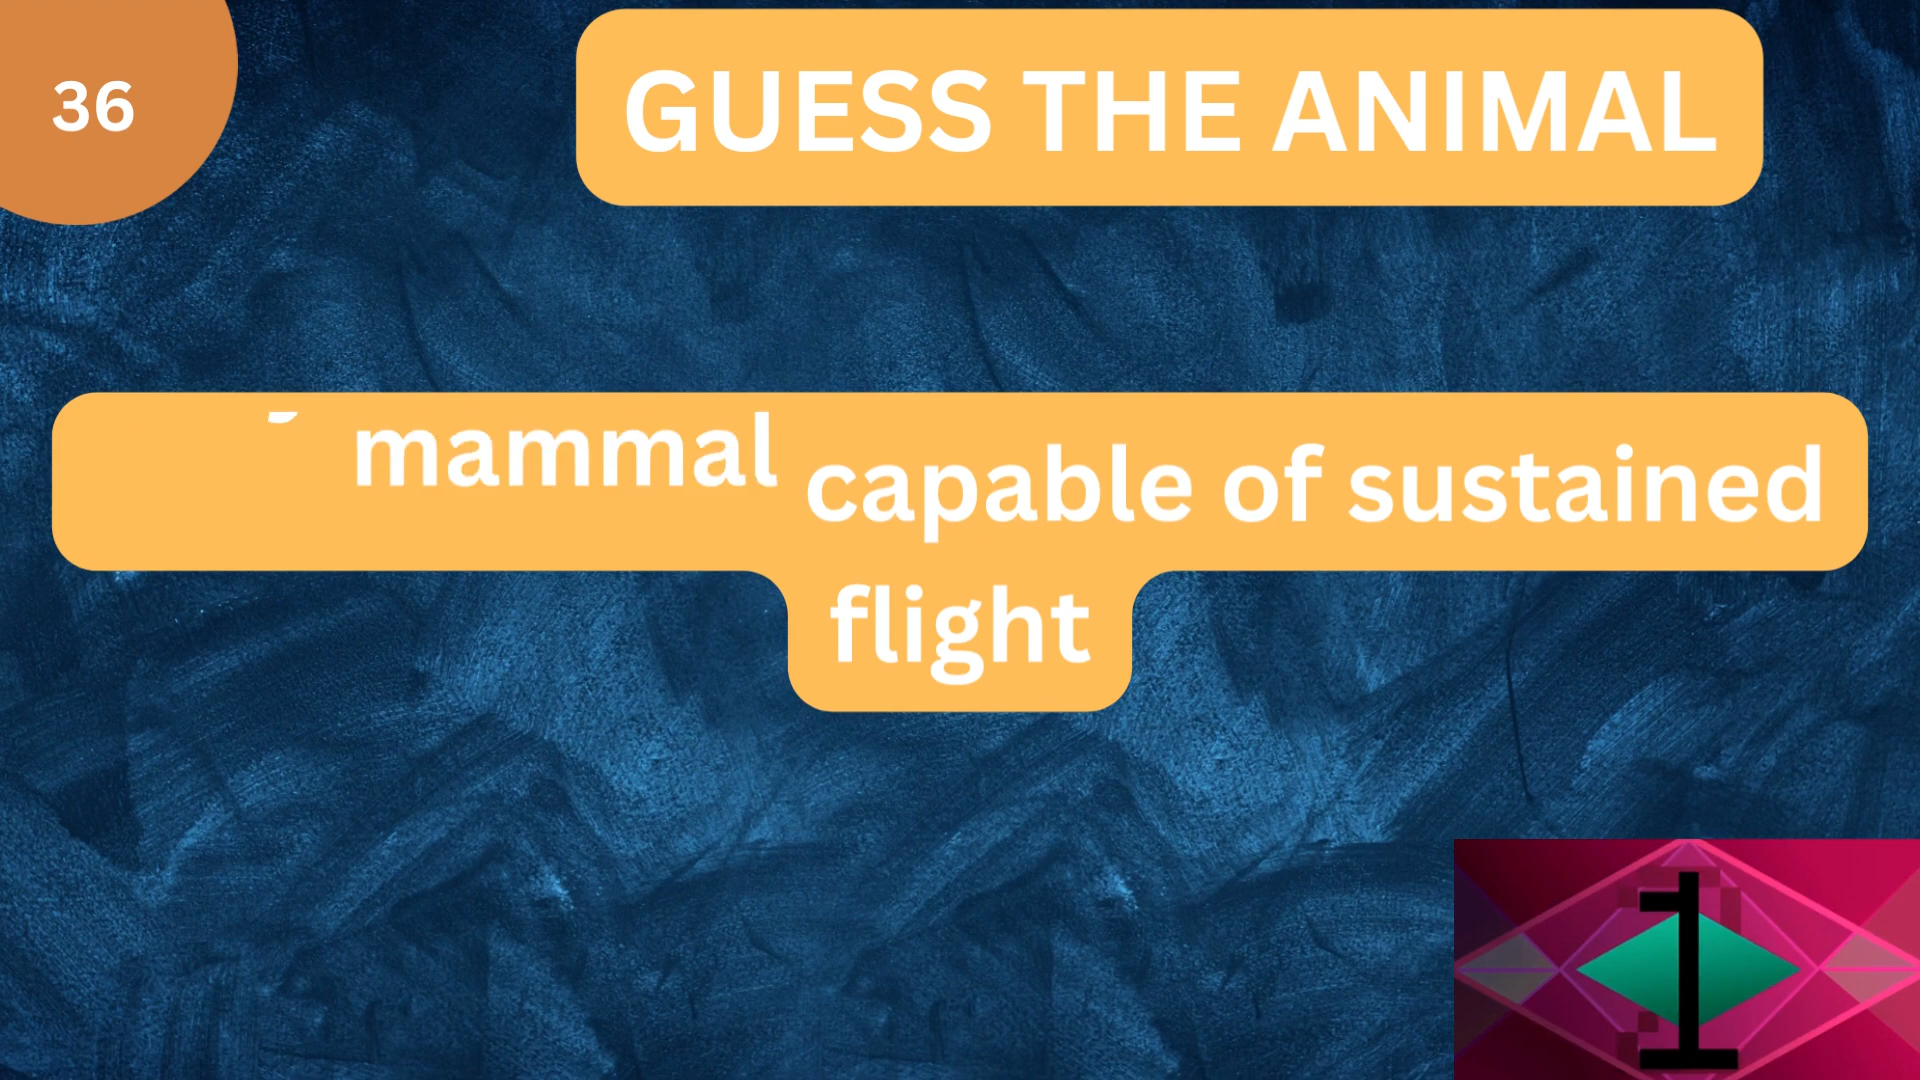 36
GUESS THE ANIMAL
mammal capable of sustained
flight
1